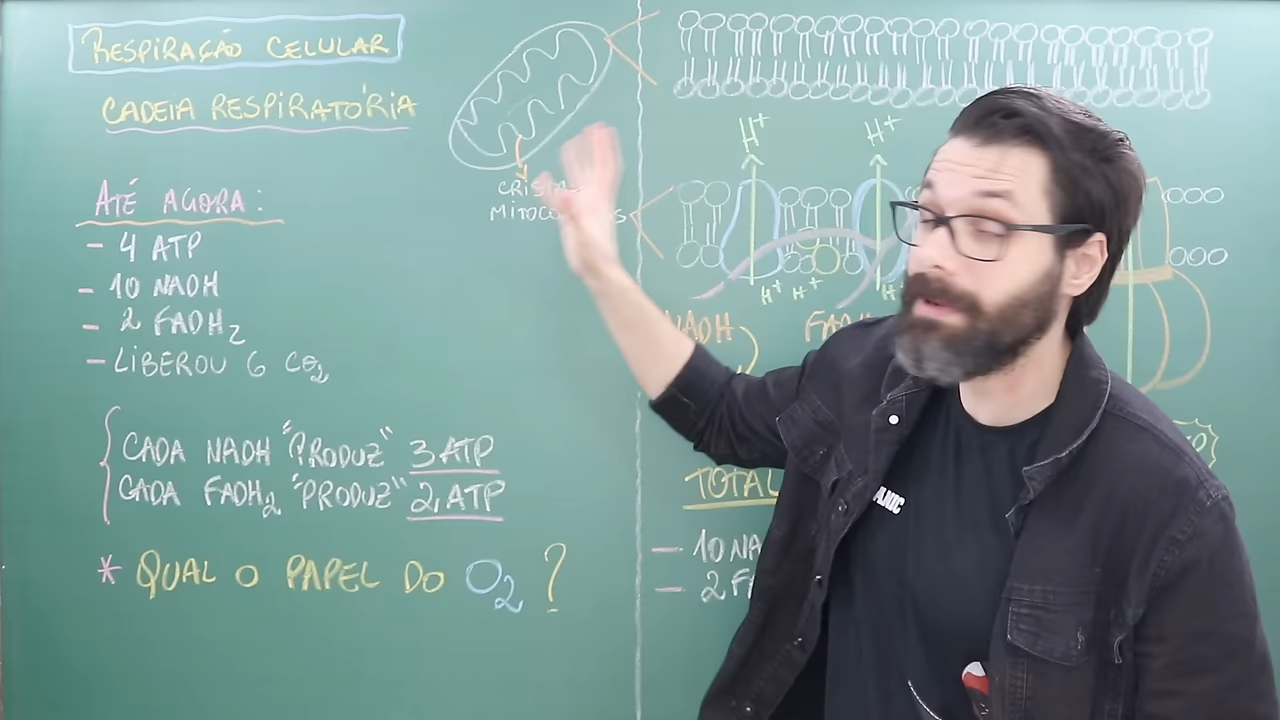 RESPIRAÇÃO CELULAR
CADEIA RESPIRATÓRIA
ATÉ AGORA:
- 4 ATP
- 10 NADH
- 2 FADH2
- LIBEROU 6 CO2
CADA NADH "PRODUZ" 3 ATP
CADA FADH2 "PRODUZ" 2 ATP
* QUAL O PAPEL DO O2 ?
H+ H+
H+ H+ H+
NADH
TOTAL
- 10 NA
- 2 F